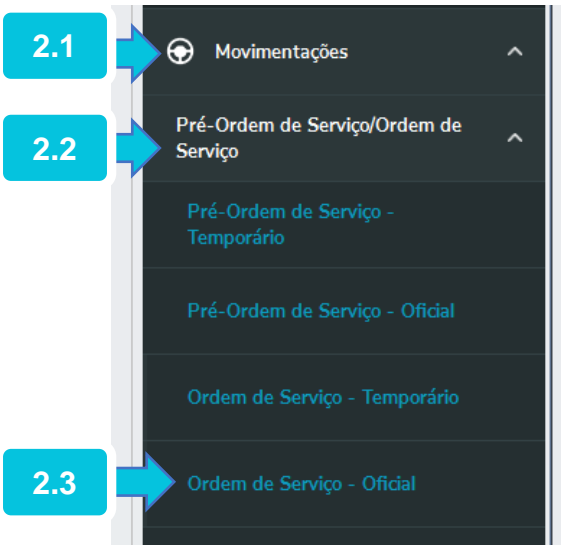 2.1
Movimentações
2.2
Pré-Ordem de Serviço/Ordem de
Serviço
Pré-Ordem de Serviço -
Temporário
Pré-Ordem de Serviço - Oficial
Ordem de Serviço - Temporário
2.3
Ordem de Serviço - Oficial